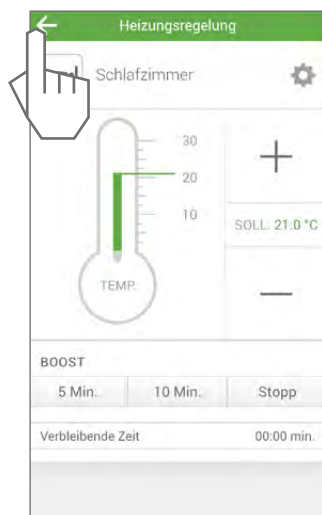 Heizungsregelung
Schlafzimmer
30
20
10
SOLL: 21.0 °C
TEMP.
BOOST
5 Min. 10 Min. Stopp
Verbleibende Zeit 00:00 min.